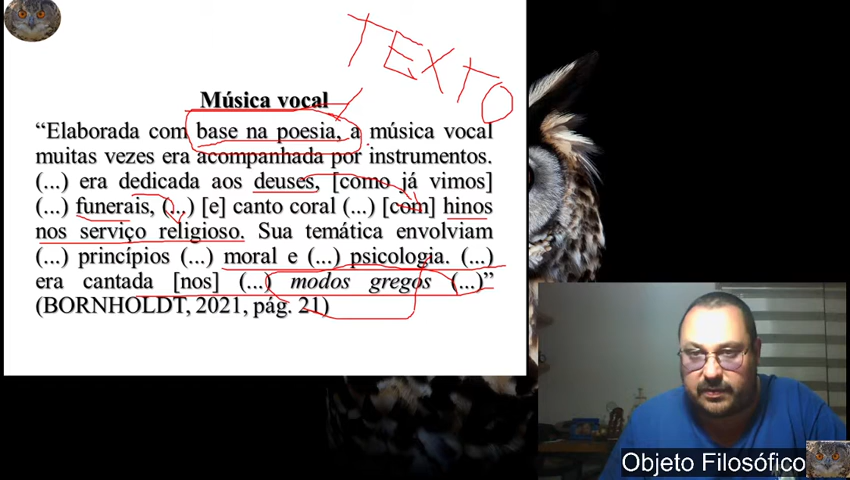 TEXTO
Música vocal
“Elaborada com base na poesia, a música vocal
muitas vezes era acompanhada por instrumentos.
(...) era dedicada aos deuses, [como já vimos]
(...) funerais, (...) [e] canto coral (...) [com] hinos
nos serviço religioso. Sua temática envolviam
(...) princípios (...) moral e (...) psicologia. (...)
era cantada [nos] (...) modos gregos (...)”
(BORNHOLDT, 2021, pág. 21)
Objeto Filosófico